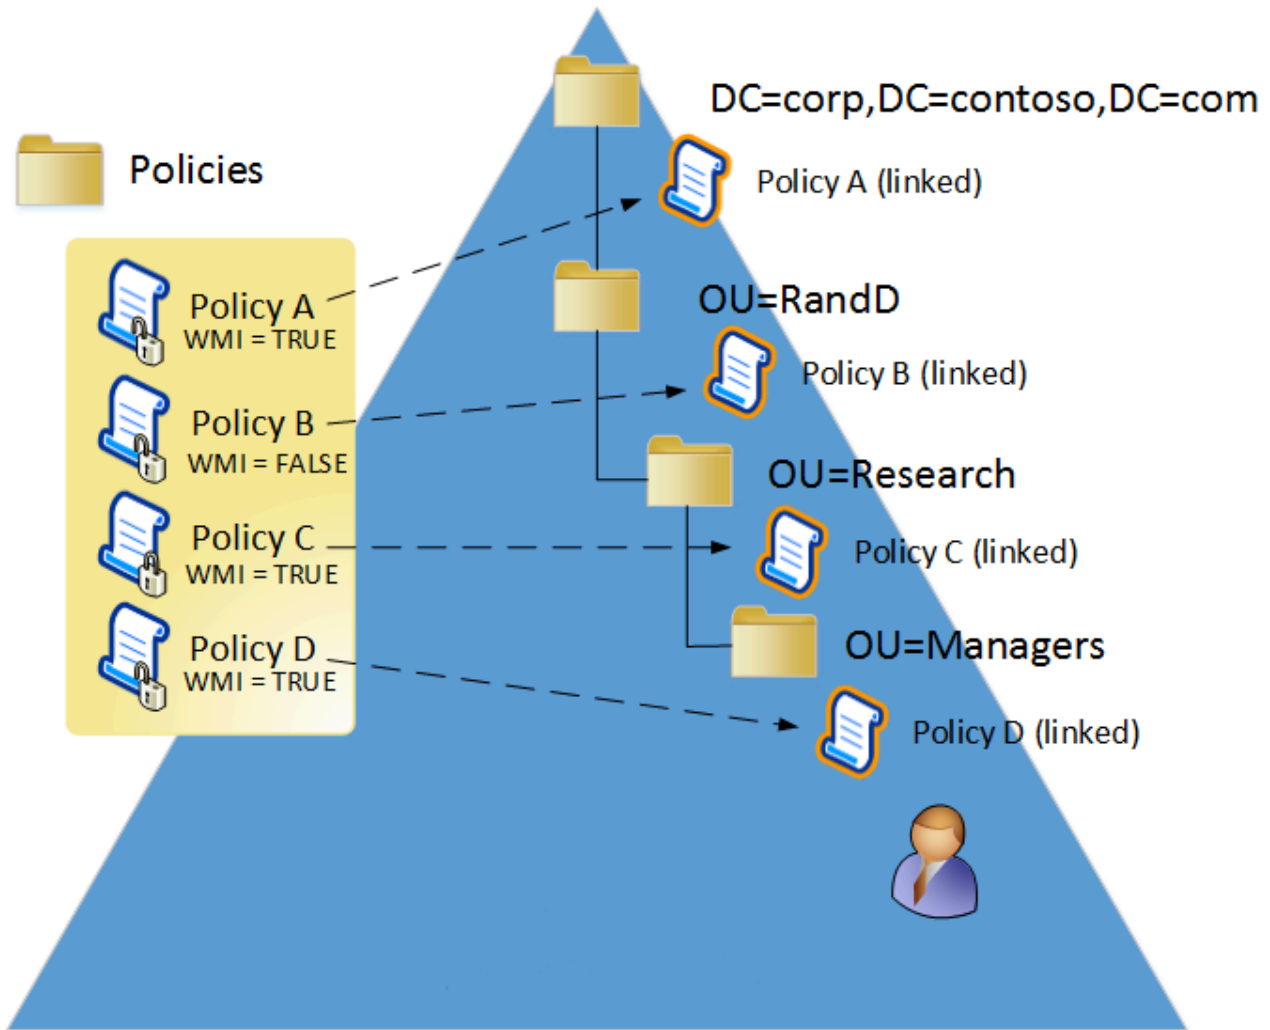 DC=corp,DC=contoso,DC=com
Policies
Policy A (linked)
Policy A
WMI = TRUE
OU=RandD
Policy B (linked)
Policy B
WMI = FALSE
OU=Research
Policy C
WMI = TRUE
Policy C (linked)
OU=Managers
Policy D
WMI = TRUE
Policy D (linked)